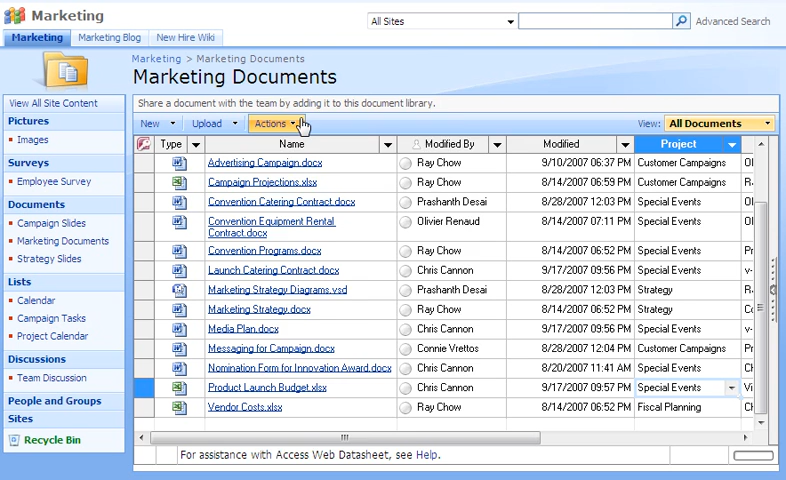 Marketing
All Sites
Advanced Search
Marketing Marketing Blog New Hire Wiki
Marketing > Marketing Documents
Marketing Documents
View All Site Content
Share a document with the team by adding it to this document library.
Pictures
Images
Surveys
Employee Survey
Documents
Campaign Slides
Marketing Documents
Strategy Slides
Lists
Calendar
Campaign Tasks
Project Calendar
Discussions
Team Discussion
People and Groups
Sites
Recycle Bin
New Upload Actions View: All Documents
Type Name Modified By Modified Project
Advertising Campaign.docx Ray Chow 9/10/2007 06:37 PM Customer Campaigns
Campaign Projections.xlsx Ray Chow 8/14/2007 06:59 PM Customer Campaigns
Convention Catering Contract.docx Prashanth Desai 8/28/2007 12:03 PM Special Events
Convention Equipment Rental Olivier Renaud 8/14/2007 07:11 PM Special Events
Contract.docx
Convention Programs.docx Ray Chow 8/14/2007 06:52 PM Special Events
Launch Catering Contract.docx Chris Cannon 9/17/2007 09:56 PM Special Events
Marketing Strategy Diagrams.vsd Prashanth Desai 8/28/2007 12:03 PM Strategy
Marketing Strategy.docx Ray Chow 8/14/2007 06:52 PM Strategy
Media Plan.docx Chris Cannon 9/17/2007 09:56 PM Special Events
Messaging for Campaign.docx Connie Vrettos 8/28/2007 12:04 PM Customer Campaigns
Nomination Form for Innovation Award.docx Chris Cannon 8/20/2007 11:41 AM Special Events
Product Launch Budget.xlsx Chris Cannon 9/17/2007 09:57 PM Special Events
Vendor Costs.xlsx Ray Chow 8/14/2007 06:52 PM Fiscal Planning
For assistance with Access Web Datasheet, see Help.